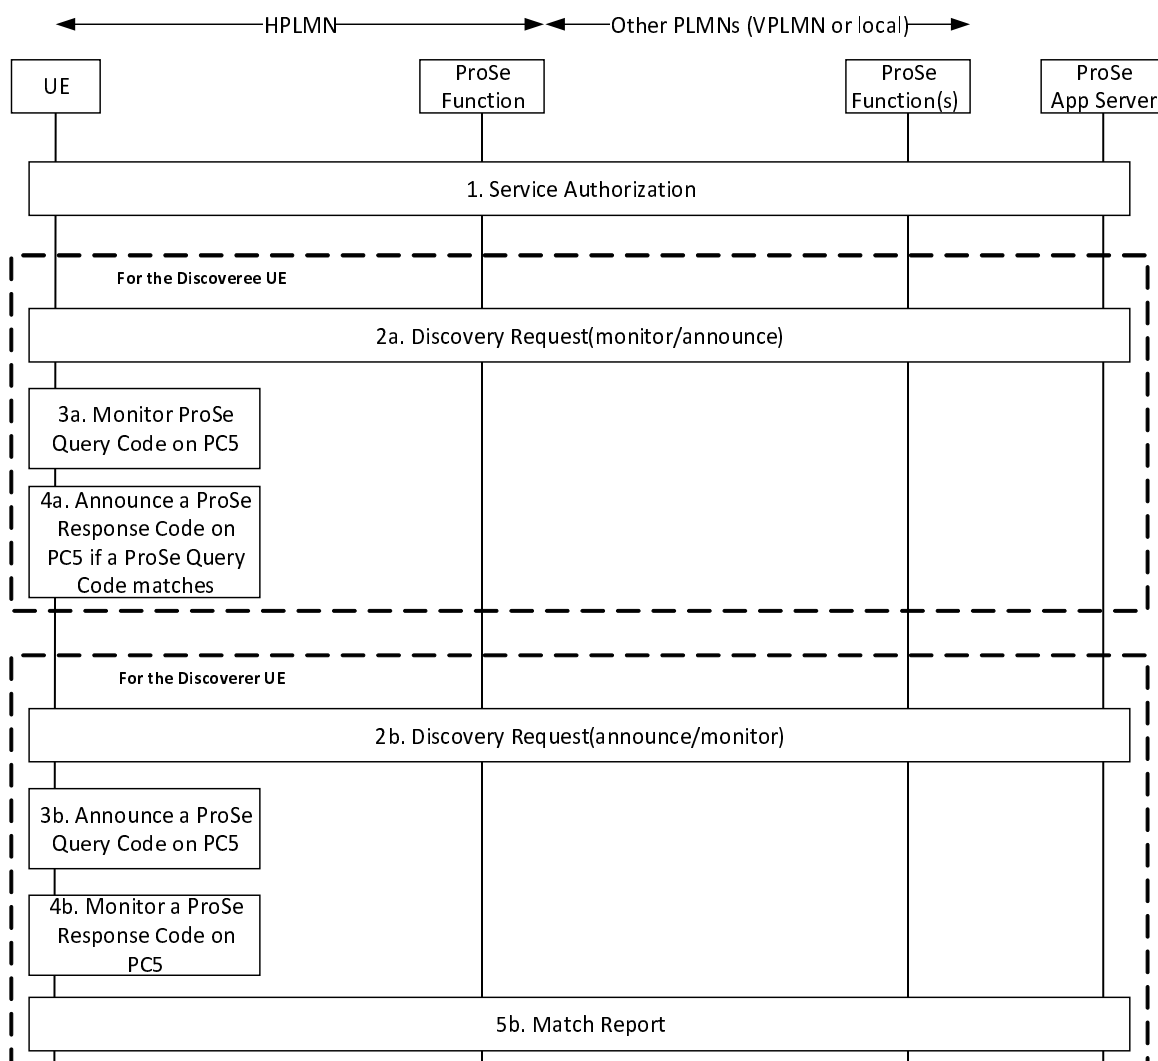 HPLMN
Other PLMNs (VPLMN or local)
UE
ProSe
Function
ProSe
Function(s)
ProSe
App Server
1. Service Authorization
For the Discoveree UE
2a. Discovery Request(monitor/announce)
3a. Monitor ProSe
Query Code on PC5
4a. Announce a ProSe
Response Code on
PC5 if a ProSe Query
Code matches
For the Discoverer UE
2b. Discovery Request(announce/monitor)
3b. Announce a ProSe
Query Code on PC5
4b. Monitor a ProSe
Response Code on
PC5
5b. Match Report